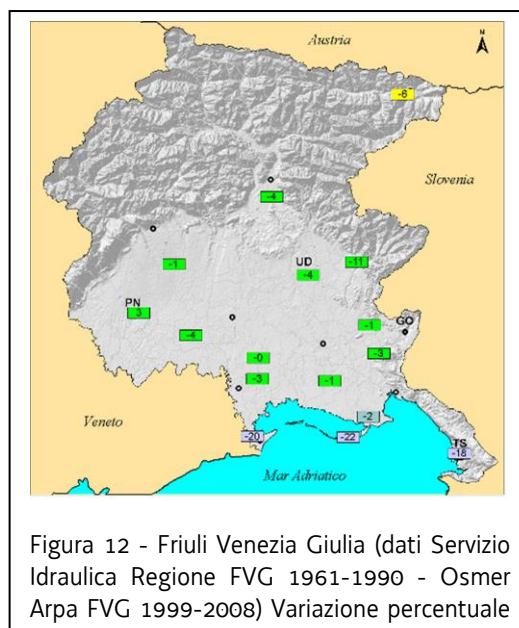 Austria
N
-6
Slovenia
-4
-1
UD
-4
-11
PN
3
-4
-1
GO
-3
-0
-3
-1
-2
Veneto
-20
-22
TS
-18
Mar Adriatico
Figura 12 - Friuli Venezia Giulia (dati Servizio
Idraulica Regione FVG 1961-1990 - Osmer
Arpa FVG 1999-2008) Variazione percentuale